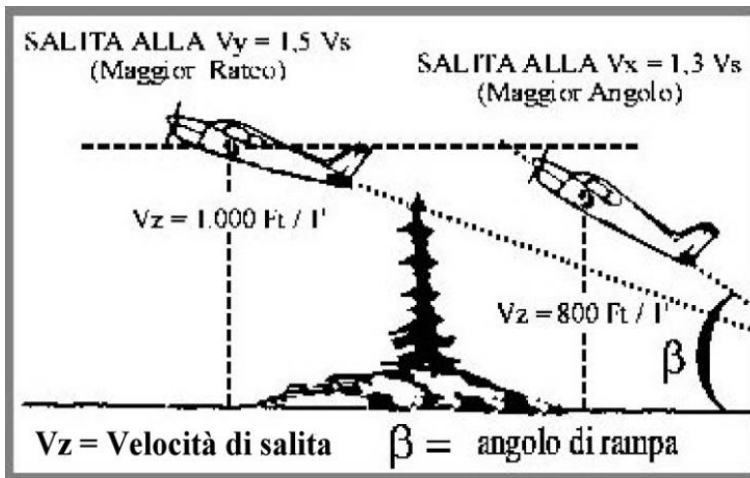 SALITA ALLA Vy = 1,5 Vs
(Maggior Rateo)
SALITA ALLA Vx = 1,3 Vs
(Maggior Angolo)
Vz = 1.000 Ft / 1'
Vz = 800 Ft / 1'
β
Vz = Velocità di salita β = angolo di rampa